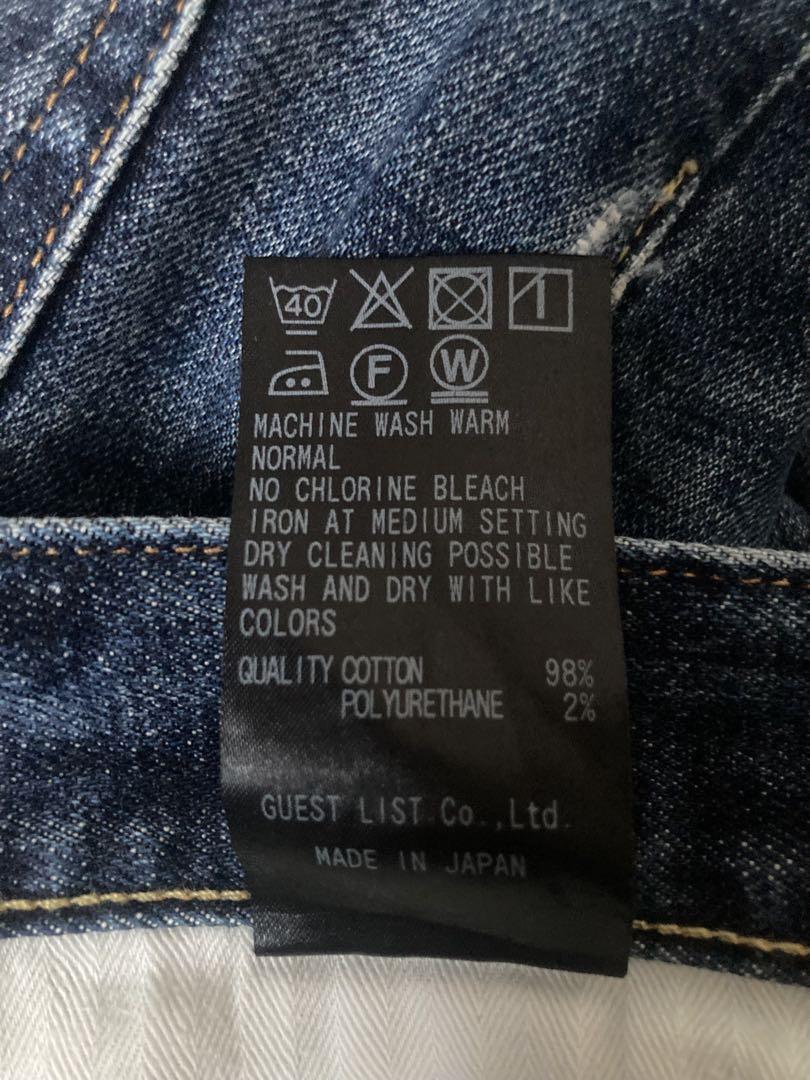 40
F W
MACHINE WASH WARM
NORMAL
NO CHLORINE BLEACH
IRON AT MEDIUM SETTING
DRY CLEANING POSSIBLE
WASH AND DRY WITH LIKE
COLORS
QUALITY COTTON 98%
POLYURETHANE 2%
GUEST LIST Co.,Ltd.
MADE IN JAPAN